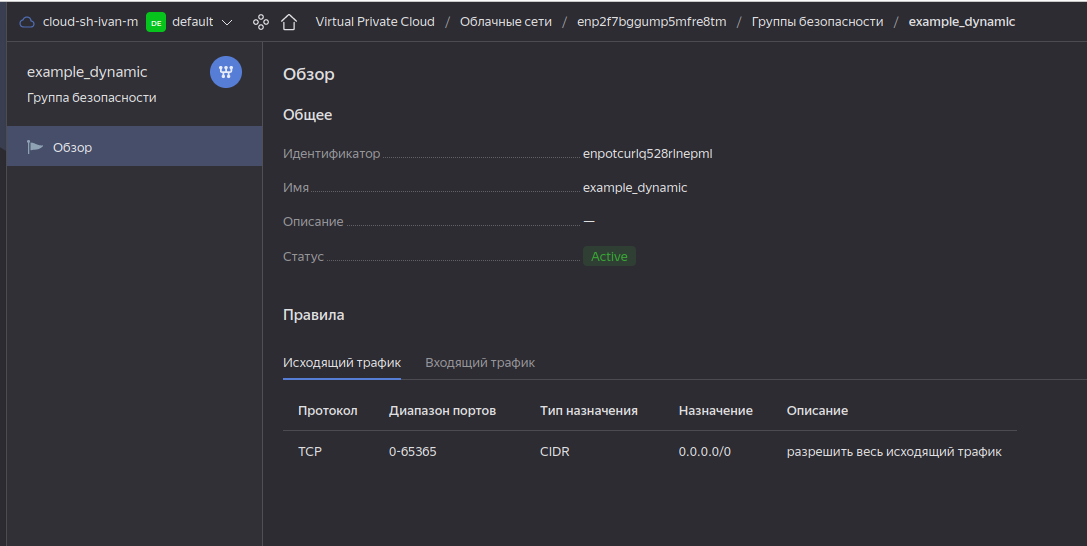 cloud-sh-ivan-m DE default Virtual Private Cloud / Облачные сети / enp2f7bggump5mfre8tm / Группы безопасности / example_dynamic
example_dynamic
Группа безопасности
Обзор
Обзор
Общее
Идентификатор enpotcurlq528rlnepml
Имя example_dynamic
Описание —
Статус Active
Правила
Исходящий трафик Входящий трафик
Протокол Диапазон портов Тип назначения Назначение Описание
TCP 0-65365 CIDR 0.0.0.0/0 разрешить весь исходящий трафик